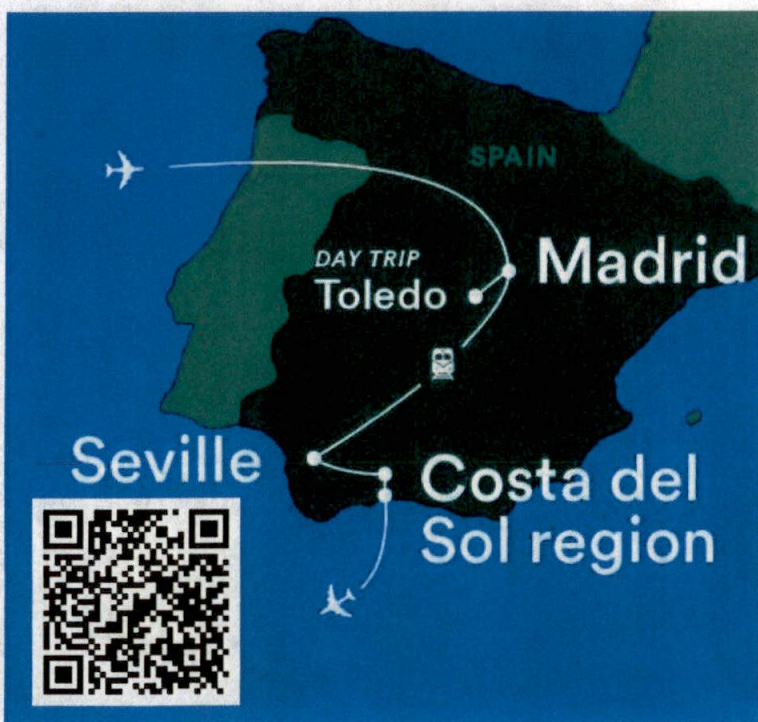 SPAIN
DAY TRIP
Toledo
Madrid
Seville
Costa del
Sol region